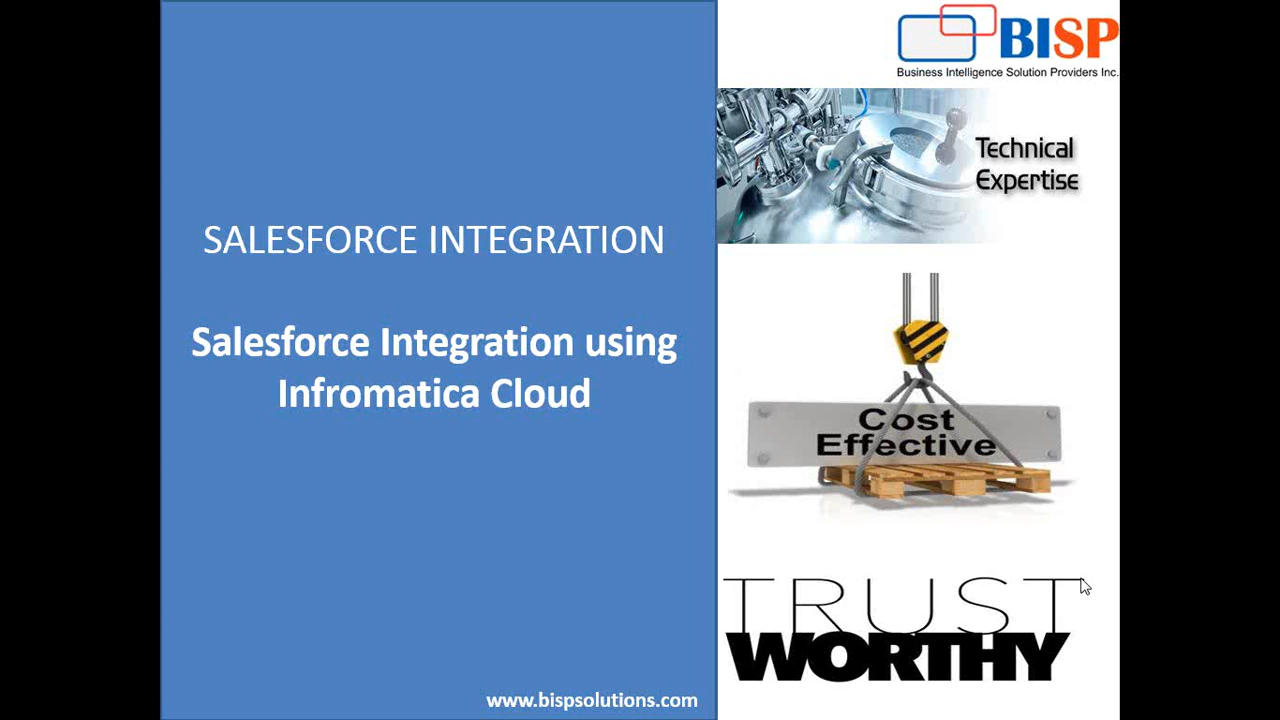 SALESFORCE INTEGRATION
Salesforce Integration using
Infromatica Cloud
www.bispsolutions.com
BISP
Business Intelligence Solution Providers Inc.
Technical
Expertise
Cost
Effective
TRUST
WORTHY